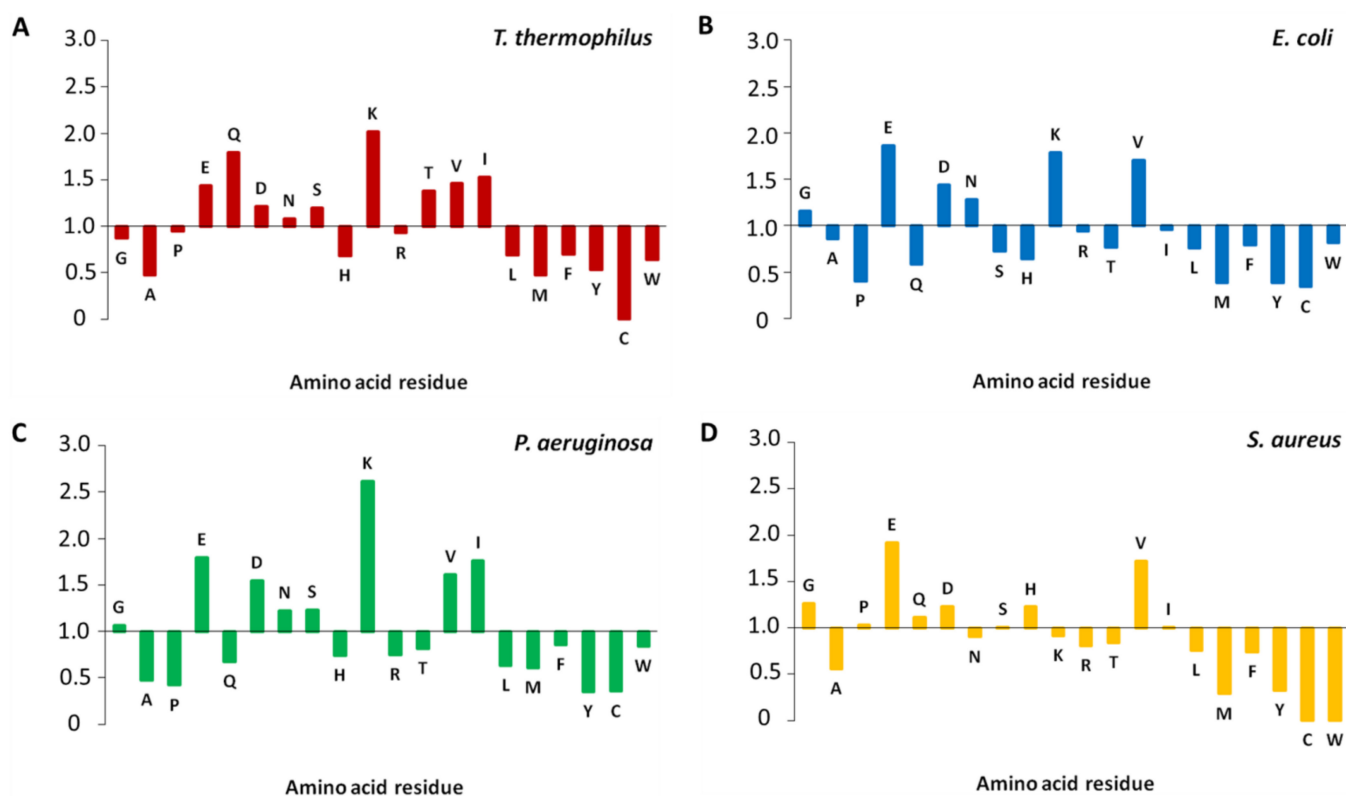 A
T. thermophilus
3.0
2.5
2.0
1.5
1.0
0.5
0
G
A
P
E
Q
D
N
S
H
K
R
T
V
I
L
M
F
Y
C
W
Amino acid residue
B
E. coli
3.0
2.5
2.0
1.5
1.0
0.5
0
G
A
P
E
Q
D
N
S
H
K
R
T
V
I
L
M
F
Y
C
W
Amino acid residue
C
P. aeruginosa
3.0
2.5
2.0
1.5
1.0
0.5
0
G
A
P
E
Q
D
N
S
H
K
R
T
V
I
L
M
F
Y
C
W
Amino acid residue
D
S. aureus
3.0
2.5
2.0
1.5
1.0
0.5
0
G
A
P
E
Q
D
N
S
H
K
R
T
V
I
L
M
F
Y
C
W
Amino acid residue